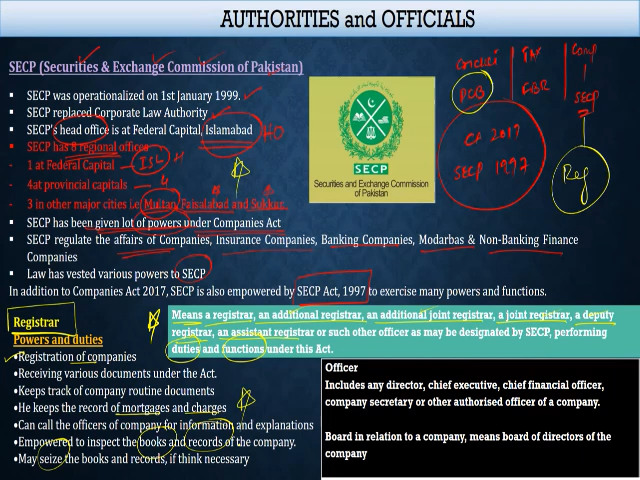 AUTHORITIES and OFFICIALS
SECP (Securities & Exchange Commission of Pakistan)
▪ SECP was operationalized on 1st January 1999.
▪ SECP replaced Corporate Law Authority
▪ SECP's head office is at Federal Capital, Islamabad HO
▪ SECP has 8 regional offices
- 1 at Federal Capital – ISL H
- 4at provincial capitals – 4
- 3 in other major cities i.e Multan, Faisalabad and Sukkur.
▪ SECP has been given lot of powers under Companies Act
▪ SECP regulate the affairs of Companies, Insurance Companies, Banking Companies, Modarbas & Non-Banking Finance
Companies
▪ Law has vested various powers to SECP
In addition to Companies Act 2017, SECP is also empowered by SECP Act, 1997 to exercise many powers and functions.
SECP
Securities and Exchange Commission
of Pakistan
PCB
TAX
Comp
SECP
CA 2017
SECP 1997
Reg
Registrar
Powers and duties
•Registration of companies
•Receiving various documents under the Act.
•Keeps track of company routine documents
•He keeps the record of mortgages and charges
•Can call the officers of company for information and explanations
•Empowered to inspect the books and records of the company.
•May seize the books and records, if think necessary
Means a registrar, an additional registrar, an additional joint registrar, a joint registrar, a deputy
registrar, an assistant registrar or such other officer as may be designated by SECP, performing
duties and functions under this Act.
Officer
Includes any director, chief executive, chief financial officer,
company secretary or other authorised officer of a company.
Board in relation to a company, means board of directors of the
company